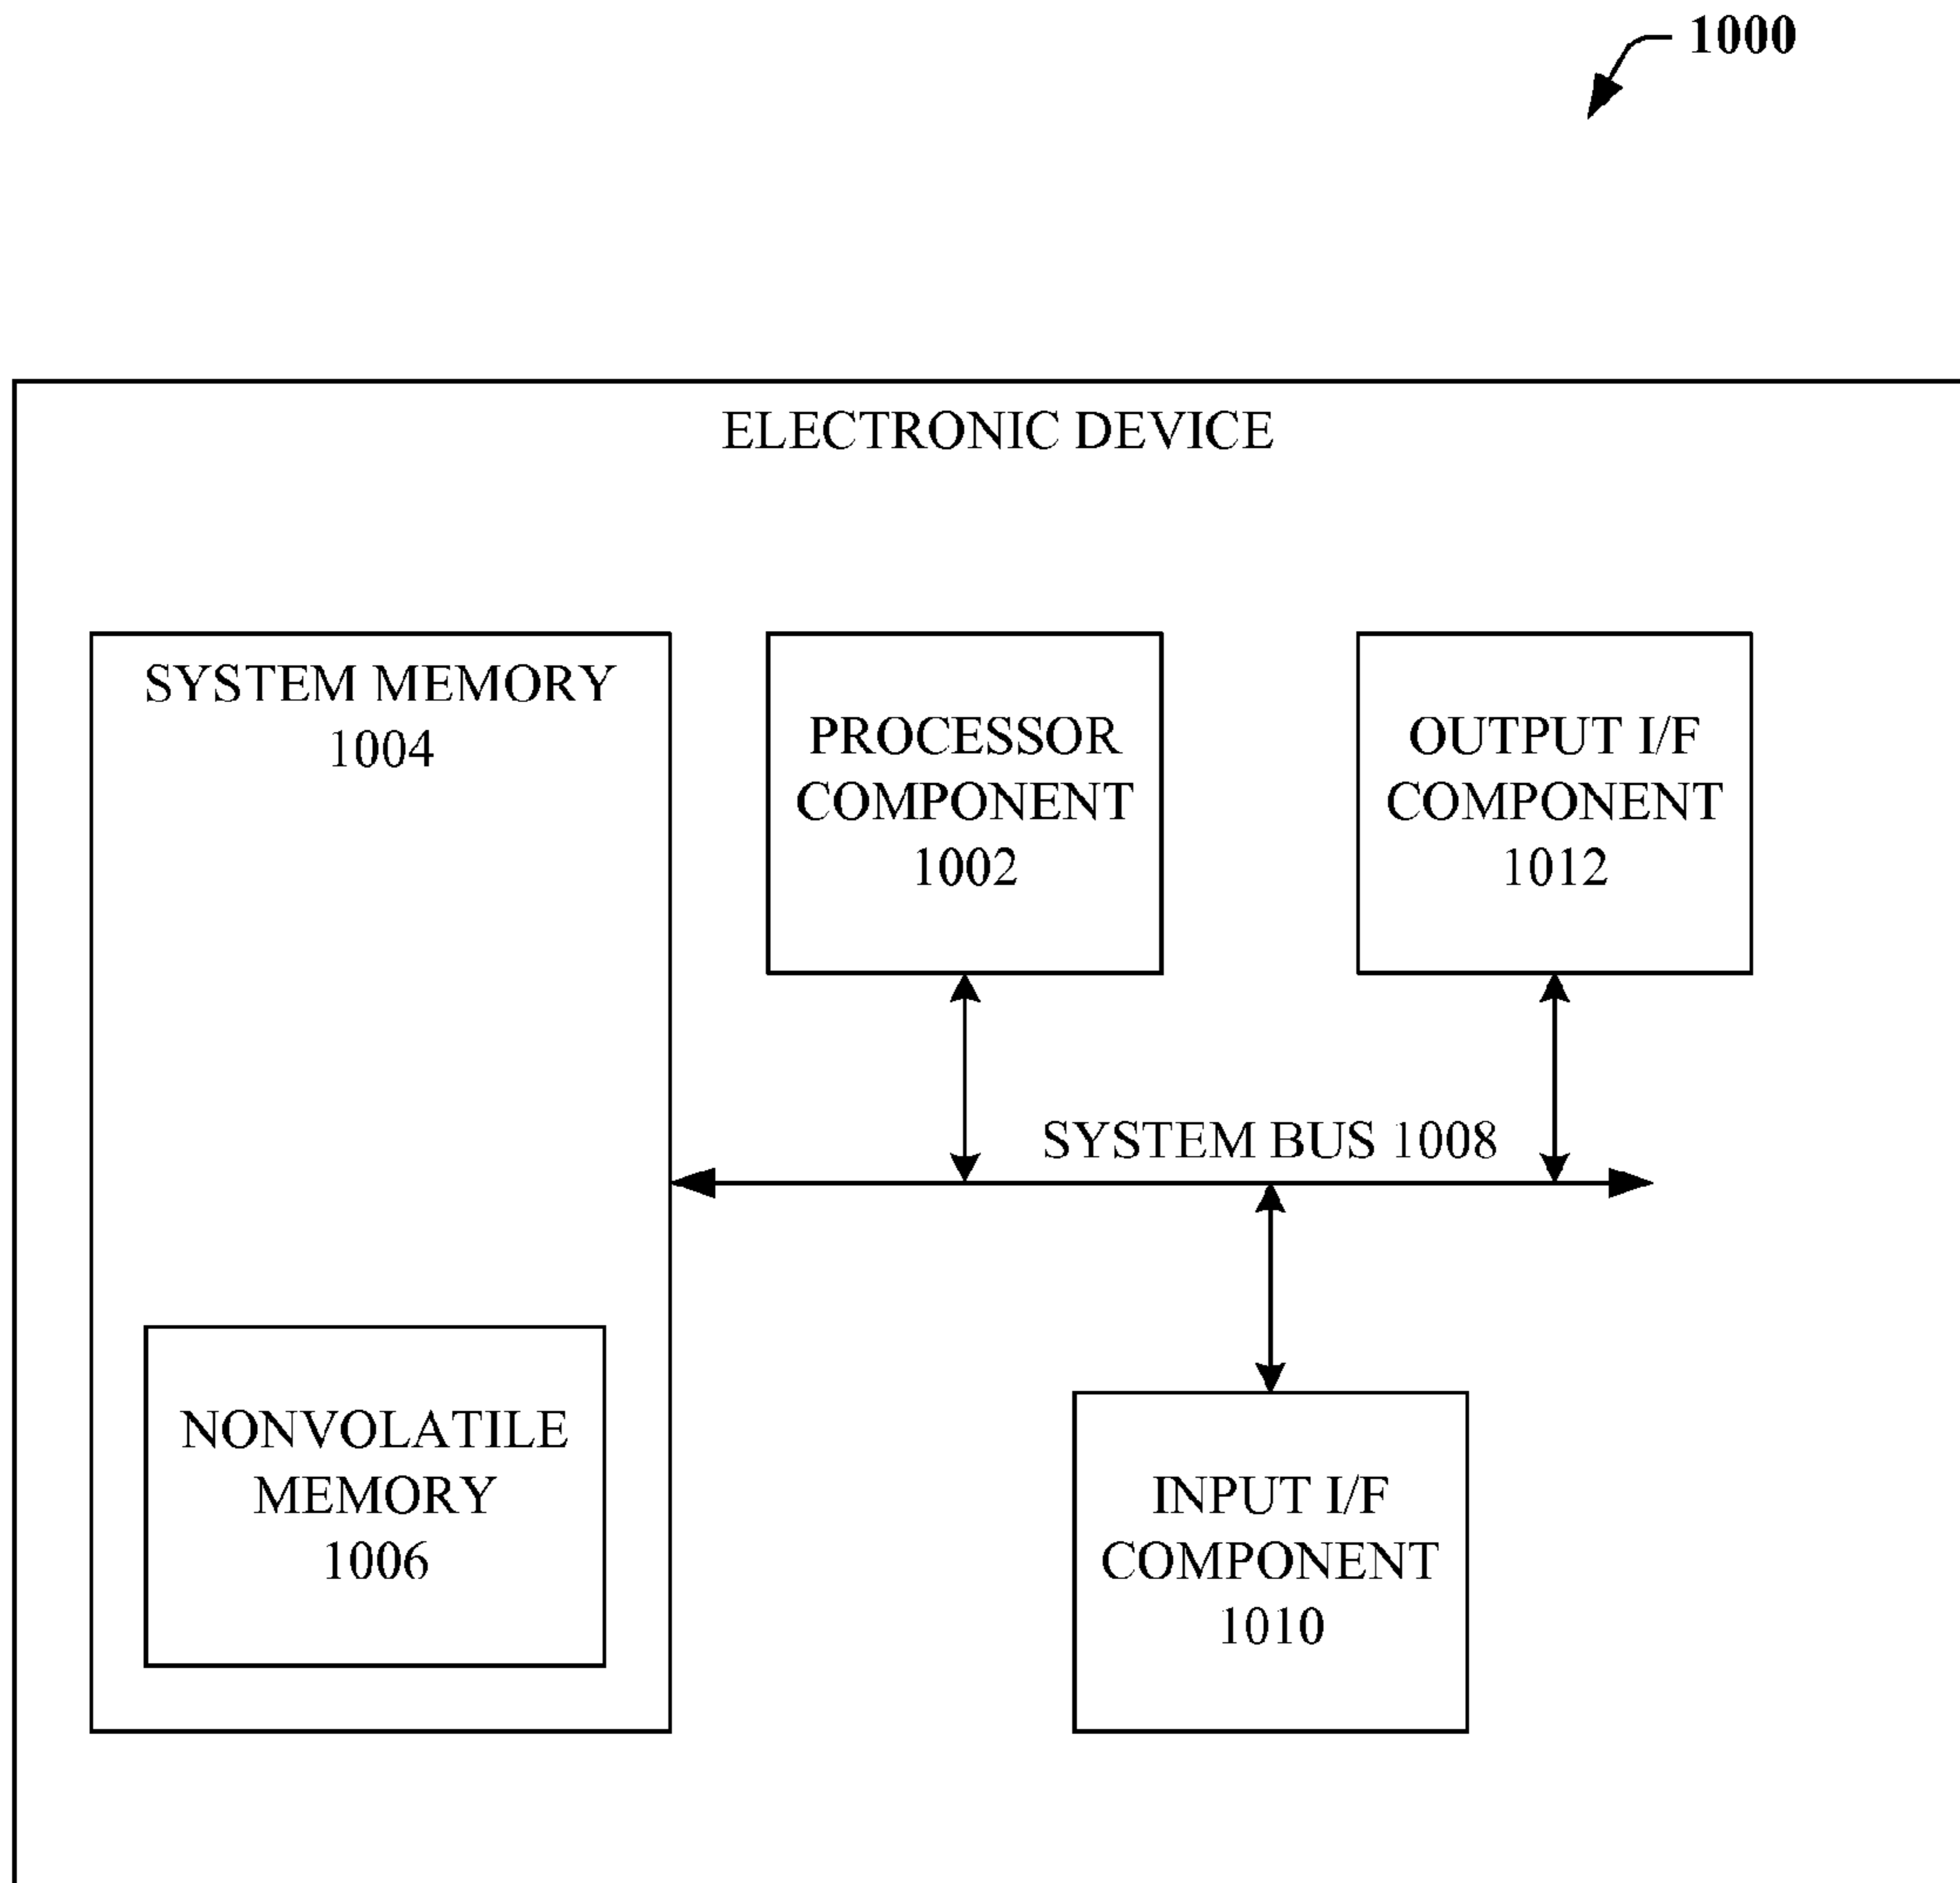 1000
ELECTRONIC DEVICE
SYSTEM MEMORY
1004
PROCESSOR
COMPONENT
1002
OUTPUT I/F
COMPONENT
1012
SYSTEM BUS 1008
NONVOLATILE
MEMORY
1006
INPUT I/F
COMPONENT
1010